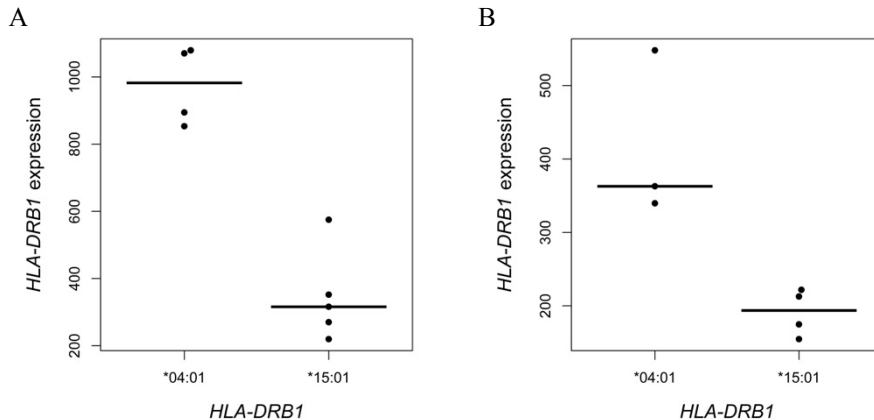 A
HLA-DRB1 expression
1000
800
600
400
200
*04:01
*15:01
HLA-DRB1
B
HLA-DRB1 expression
500
400
300
200
*04:01
*15:01
HLA-DRB1